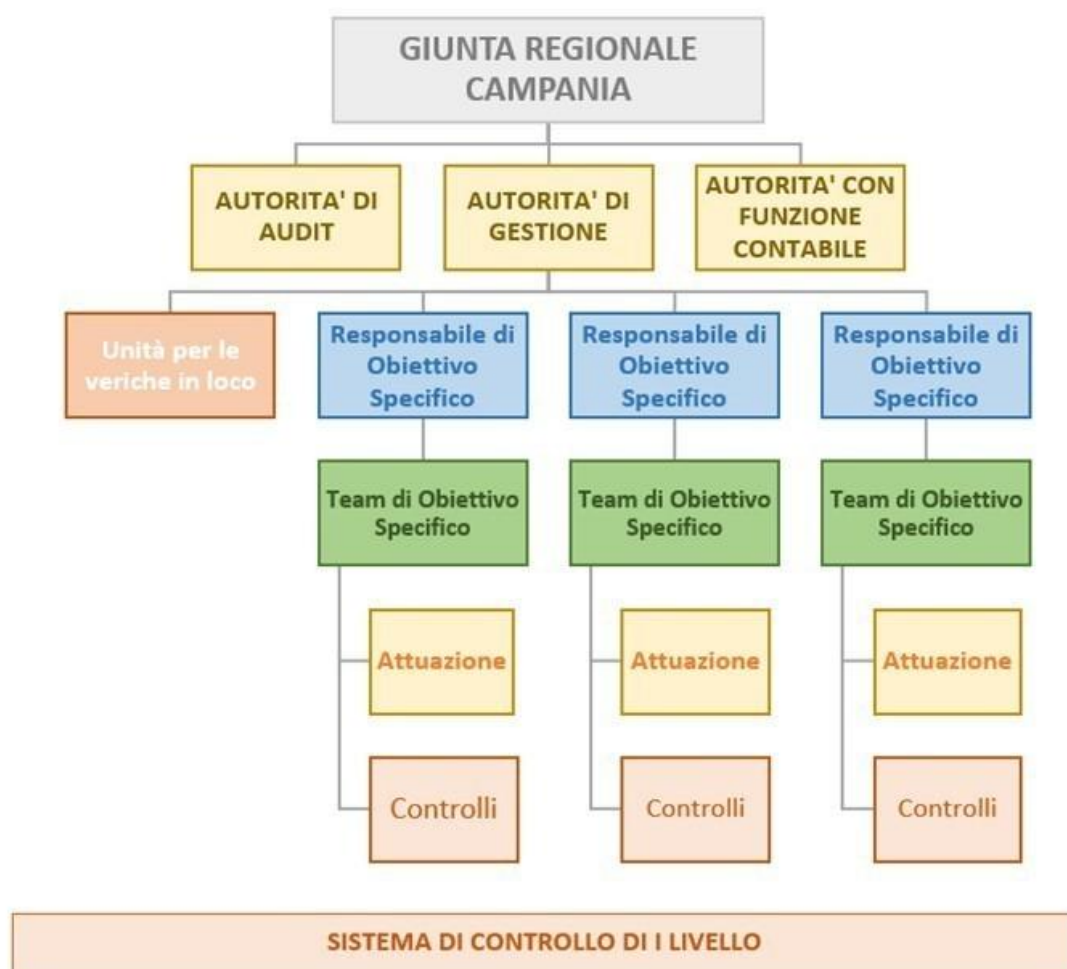 GIUNTA REGIONALE
CAMPANIA
AUTORITA' DI
AUDIT
AUTORITA' DI
GESTIONE
AUTORITA' CON
FUNZIONE
CONTABILE
Unità per le
veriche in loco
Responsabile di
Obiettivo
Specifico
Responsabile di
Obiettivo
Specifico
Responsabile di
Obiettivo
Specifico
Team di Obiettivo
Specifico
Team di Obiettivo
Specifico
Team di Obiettivo
Specifico
Attuazione
Attuazione
Attuazione
Controlli
Controlli
Controlli
SISTEMA DI CONTROLLO DI I LIVELLO